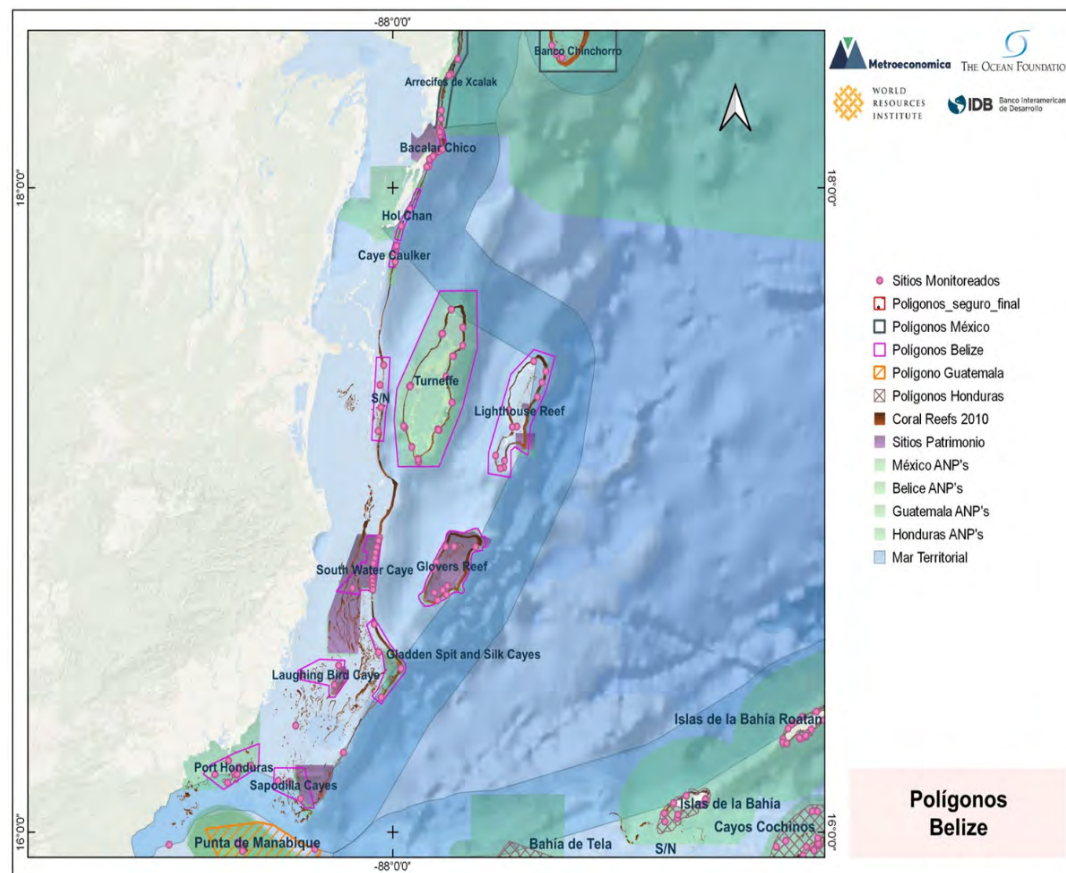 -88°0'0"
Metroeconomica
THE OCEAN FOUNDATION
WORLD
RESOURCES
INSTITUTE
IDB
Banco Interamericano
de Desarrollo
Banco Chinchorro
Arrecifes de Xcalak
Bacalar Chico
18°0'0"
18°0'0"
Hol Chan
Caye Caulker
Turneffe
S/N
Lighthouse Reef
South Water Caye
Glovers Reef
Gladden Spit and Silk Cayes
Laughing Bird Caye
Islas de la Bahía Roatan
Port Honduras
Sapodilla Cayes
Islas de la Bahía
Cayos Cochinos
16°0'0"
16°0'0"
Punta de Manabique
Bahía de Tela
S/N
-88°0'0"
Sitios Monitoreados
Poligonos_seguro_final
Polígonos México
Polígonos Belize
Polígono Guatemala
Polígonos Honduras
Coral Reefs 2010
Sitios Patrimonio
México ANP's
Belice ANP's
Guatemala ANP's
Honduras ANP's
Mar Territorial
Polígonos
Belize